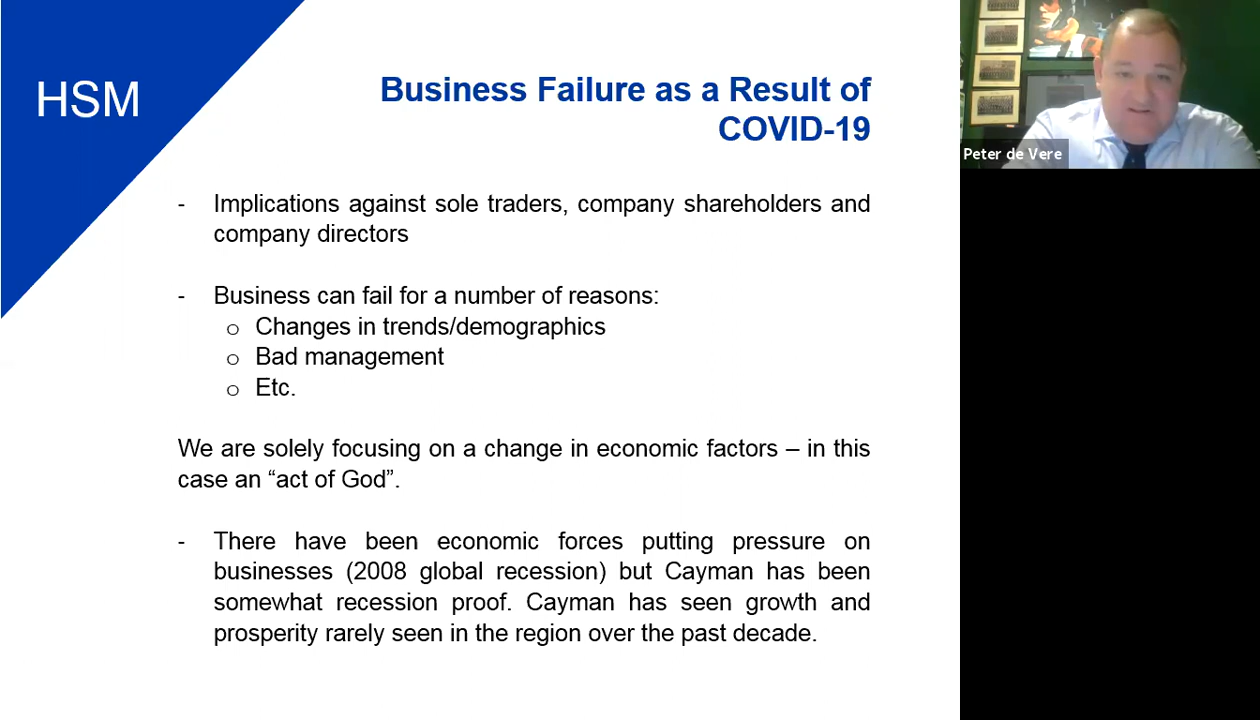 HSM
Business Failure as a Result of
COVID-19
- Implications against sole traders, company shareholders and
company directors
- Business can fail for a number of reasons:
o Changes in trends/demographics
o Bad management
o Etc.
We are solely focusing on a change in economic factors – in this
case an “act of God”.
- There have been economic forces putting pressure on
businesses (2008 global recession) but Cayman has been
somewhat recession proof. Cayman has seen growth and
prosperity rarely seen in the region over the past decade.
Peter de Vere